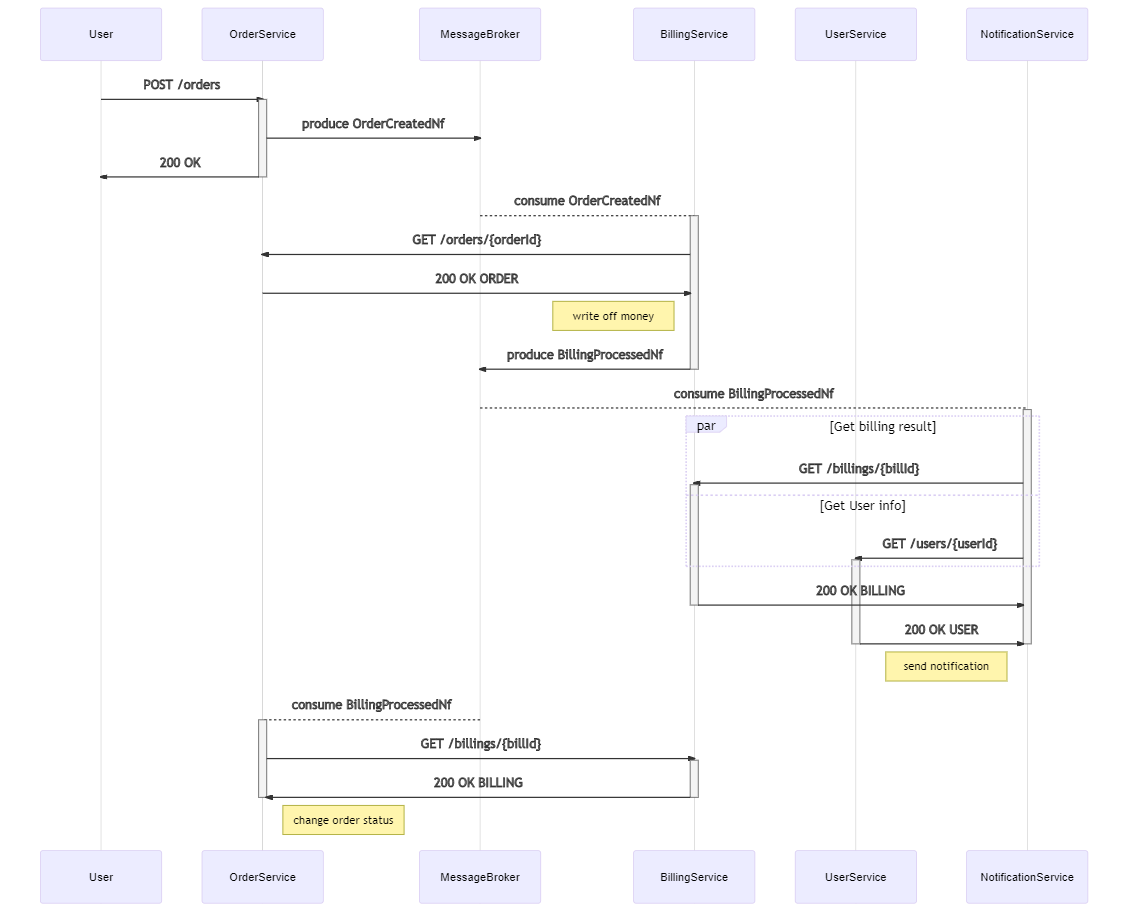 User
OrderService
MessageBroker
BillingService
UserService
NotificationService
POST /orders
produce OrderCreatedNf
200 OK
consume OrderCreatedNf
GET /orders/{orderId}
200 OK ORDER
write off money
produce BillingProcessedNf
consume BillingProcessedNf
par
[Get billing result]
GET /billings/{billId}
[Get User info]
GET /users/{userId}
200 OK BILLING
200 OK USER
send notification
consume BillingProcessedNf
GET /billings/{billId}
200 OK BILLING
change order status
User
OrderService
MessageBroker
BillingService
UserService
NotificationService